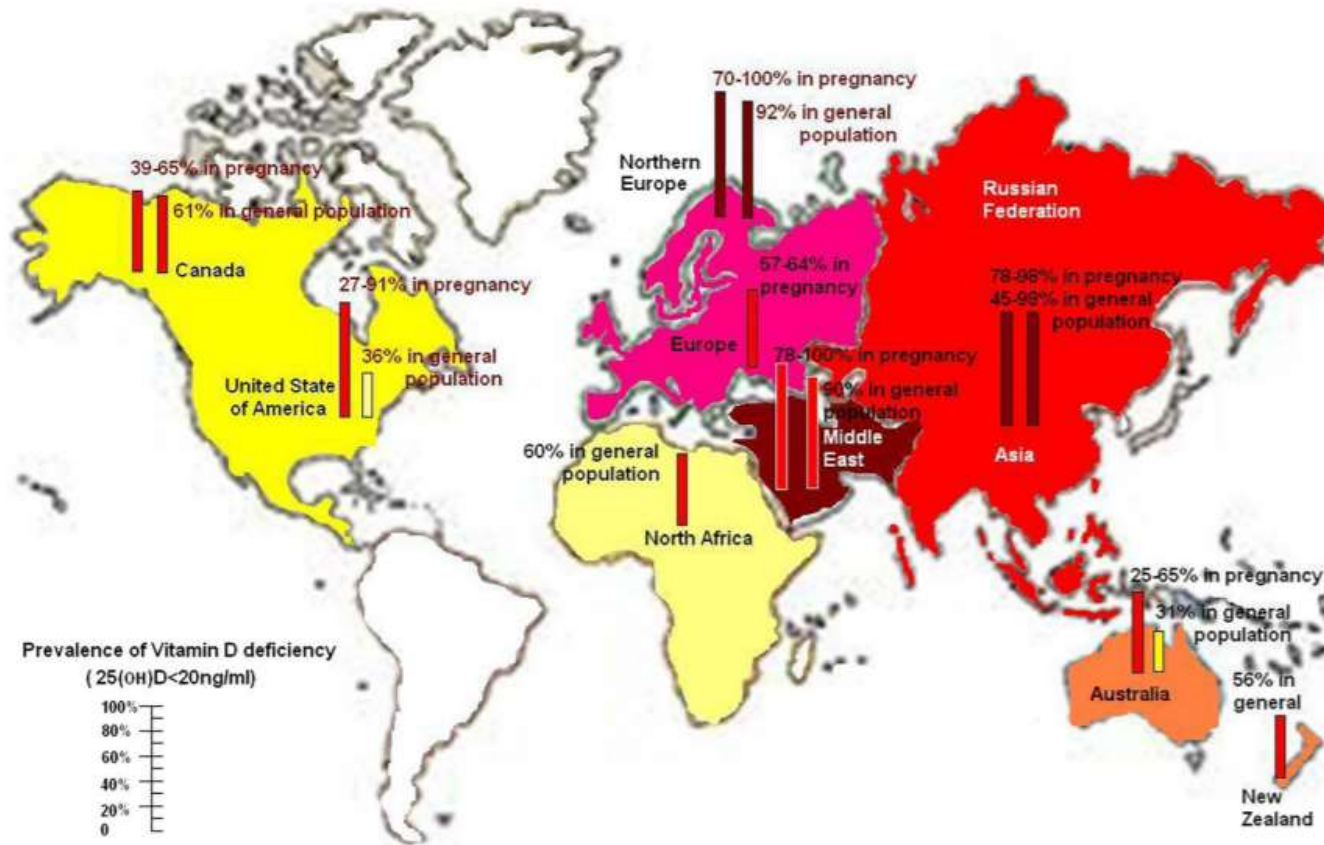 70-100% in pregnancy
92% in general
population
Northern
Europe
39-65% in pregnancy
61% in general population
Canada
27-91% in pregnancy
36% in general
population
United State
of America
57-64% in
pregnancy
Europe
Russian
Federation
78-98% in pregnancy
45-98% in general
population
Asia
78-100% in pregnancy
90% in general
population
Middle
East
60% in general
population
North Africa
25-65% in pregnancy
31% in general
population
Australia
56% in
general
New
Zealand
Prevalence of Vitamin D deficiency
( 25(OH)D<20ng/ml)
100%
80%
60%
40%
20%
0